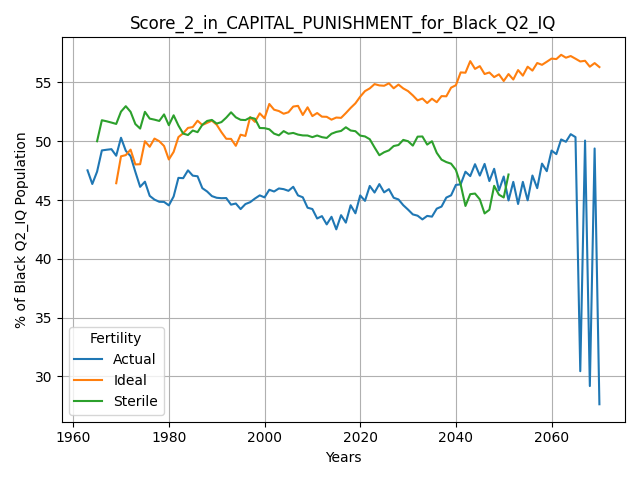 Score_2_in_CAPITAL_PUNISHMENT_for_Black_Q2_IQ
% of Black Q2_IQ Population
55
50
45
40
35
30
Fertility
Actual
Ideal
Sterile
1960
1980
2000
2020
2040
2060
Years